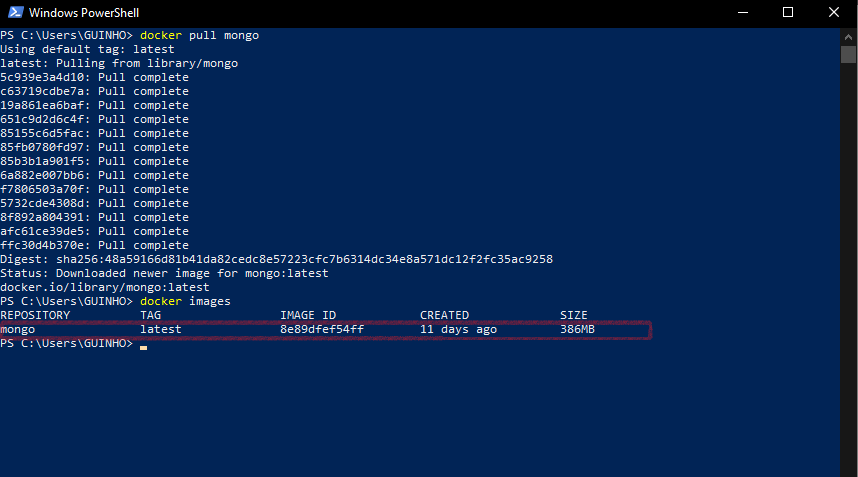 Windows PowerShell
PS C:\Users\GUINHO> docker pull mongo
Using default tag: latest
latest: Pulling from library/mongo
5c939e3a4d10: Pull complete
c63719cdbe7a: Pull complete
19a861ea6baf: Pull complete
651c9d2d6c4f: Pull complete
85155c6d5fac: Pull complete
85fb0780fd97: Pull complete
85b3b1a901f5: Pull complete
6a882e007bb6: Pull complete
f7806503a70f: Pull complete
5732cde4308d: Pull complete
8f892a804391: Pull complete
afc61ce39de5: Pull complete
ffc30d4b370e: Pull complete
Digest: sha256:48a59166d81b41da82cedc8e57223cfc7b6314dc34e8a571dc12f2fc35ac9258
Status: Downloaded newer image for mongo:latest
docker.io/library/mongo:latest
PS C:\Users\GUINHO> docker images
REPOSITORY TAG IMAGE ID CREATED SIZE
mongo latest 8e89dfef54ff 11 days ago 386MB
PS C:\Users\GUINHO>